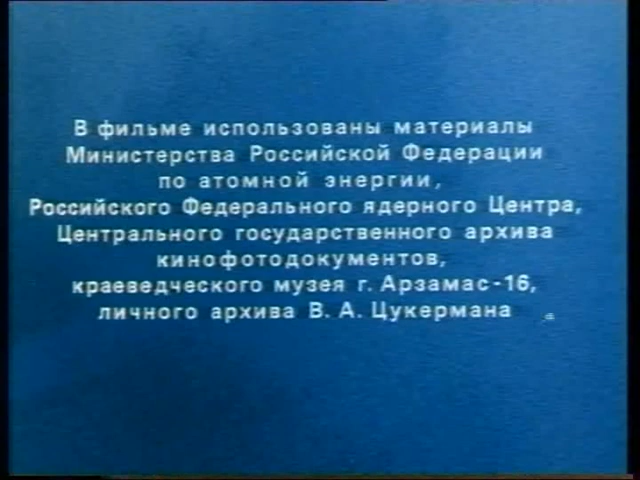 В фильме использованы материалы
Министерства Российской Федерации
по атомной энергии,
Российского Федерального ядерного Центра,
Центрального государственного архива
кинофотодокументов,
краеведческого музея г. Арзамас-16,
личного архива В. А. Цукермана